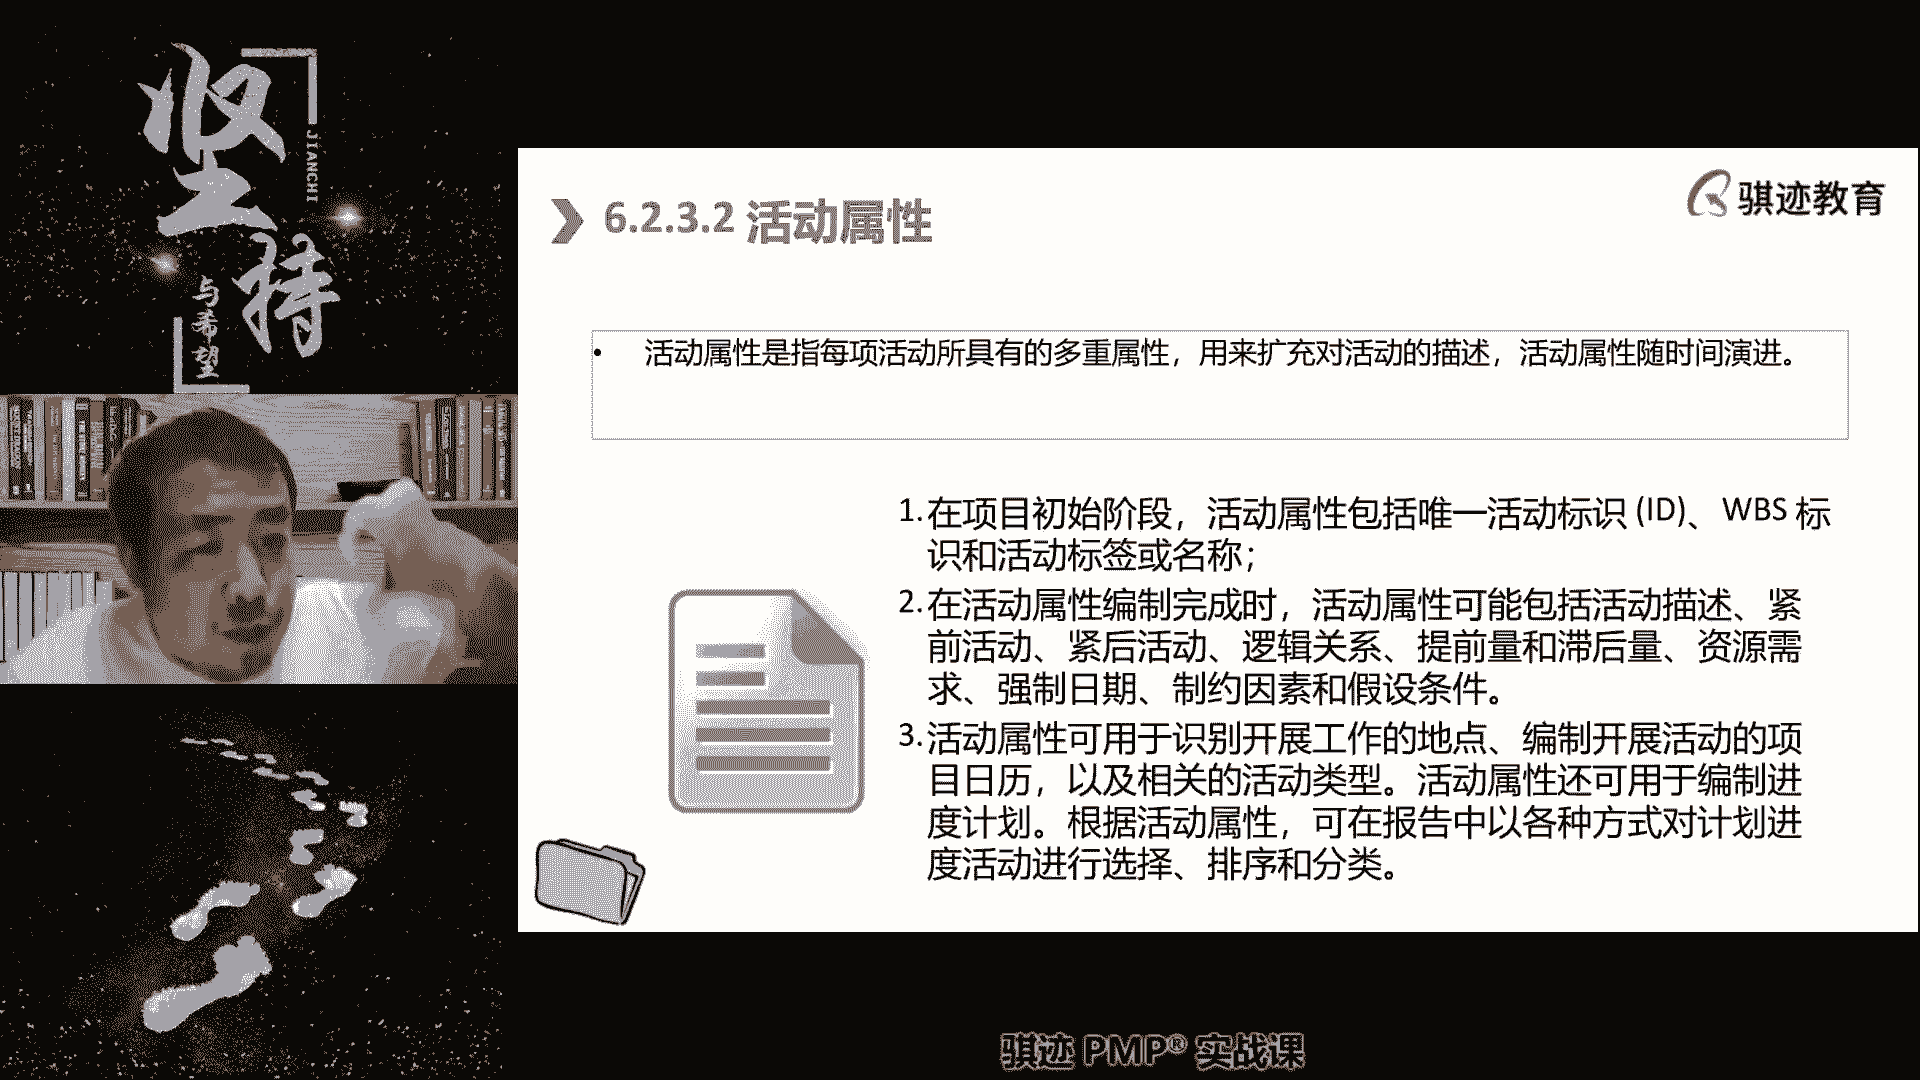 坚持
JIANCHI
与希望
骐迹教育
6.2.3.2 活动属性
• 活动属性是指每项活动所具有的多重属性，用来扩充对活动的描述，活动属性随时间演进。
1.在项目初始阶段，活动属性包括唯一活动标识 (ID)、WBS 标
识和活动标签或名称；
2.在活动属性编制完成时，活动属性可能包括活动描述、紧
前活动、紧后活动、逻辑关系、提前量和滞后量、资源需
求、强制日期、制约因素和假设条件。
3.活动属性可用于识别开展工作的地点、编制开展活动的项
目日历，以及相关的活动类型。活动属性还可用于编制进
度计划。根据活动属性，可在报告中以各种方式对计划进
度活动进行选择、排序和分类。
骐迹 PMP® 实战课